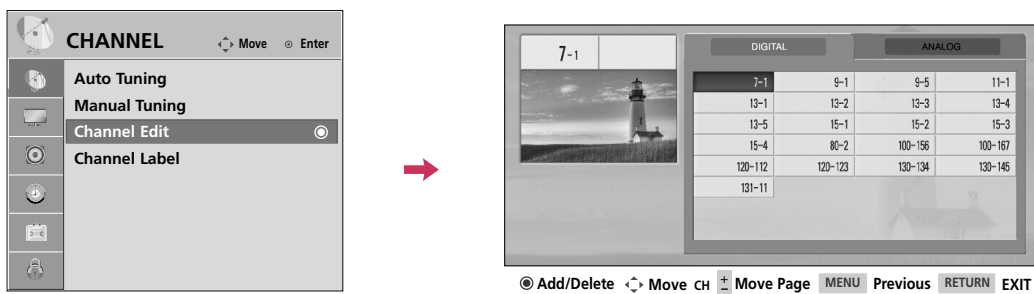 CHANNEL Move Enter
Auto Tuning
Manual Tuning
Channel Edit
Channel Label
7-1
DIGITAL ANALOG
7-1 9-1 9-5 11-1
13-1 13-2 13-3 13-4
13-5 15-1 15-2 15-3
15-4 80-2 100-156 100-167
120-112 120-123 130-134 130-145
131-11
Add/Delete Move CH + - Move Page MENU Previous RETURN EXIT